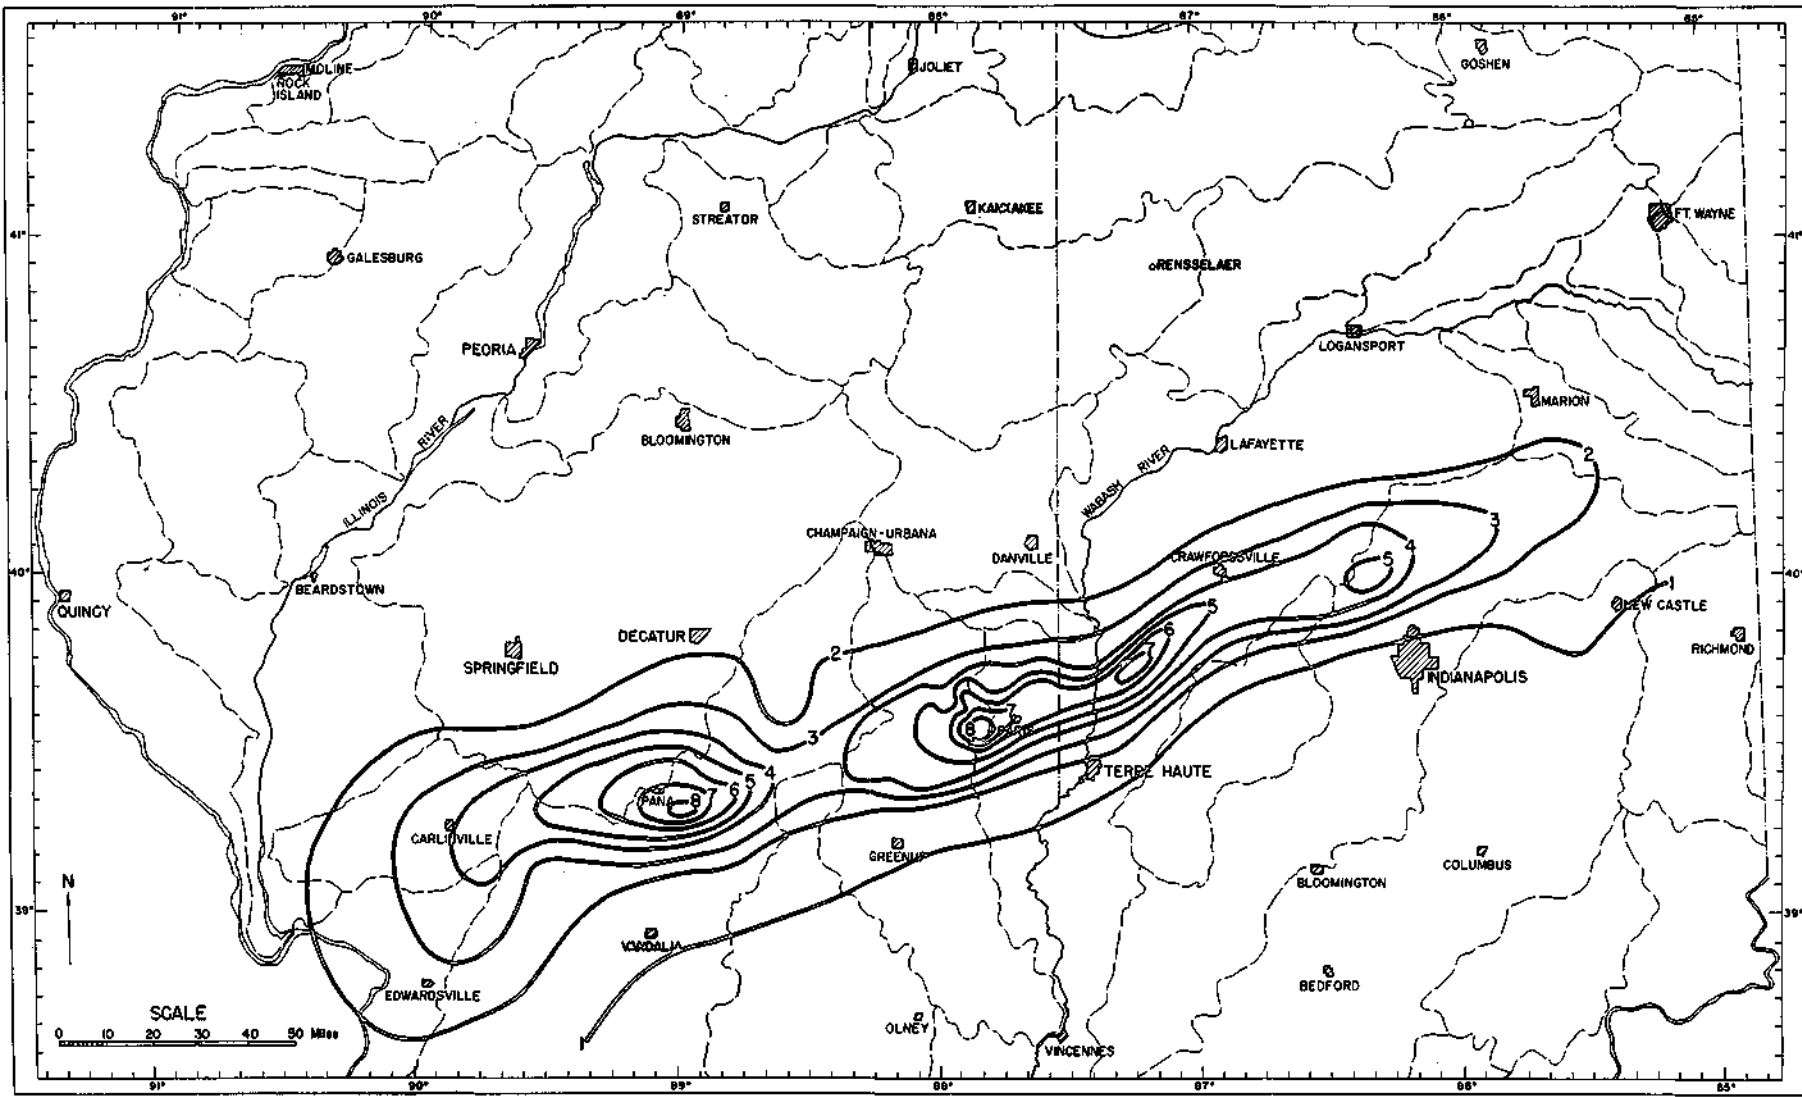 91°
90°
89°
88°
87°
86°
85°
MOLINE
ROCK
ISLAND
JOLIET
GOSHEN
STREATOR
KANKAKEE
FT. WAYNE
41°
41°
GALESBURG
RENSSELAER
PEORIA
LOGANSPORT
MARION
BLOOMINGTON
LAFAYETTE
RIVER
RIVER
2
ILLINOIS
WABASH
3
CHAMPAIGN-URBANA
DANVILLE
CRAWFORDSVILLE
4
5
40°
BEARDSTOWN
1
QUINCY
NEW CASTLE
5
DECATUR
6
2
RICHMOND
SPRINGFIELD
7
INDIANAPOLIS
7
8
PARIS
3
4
TERRE HAUTE
5
6
7
8
PANA
CARLINVILLE
GREENUP
COLUMBUS
BLOOMINGTON
N
39°
39°
VANDALIA
BEDFORD
EDWARDSVILLE
SCALE
0 10 20 30 40 50 Miles
1
OLNEY
VINCENNES
91°
90°
89°
88°
87°
86°
85°